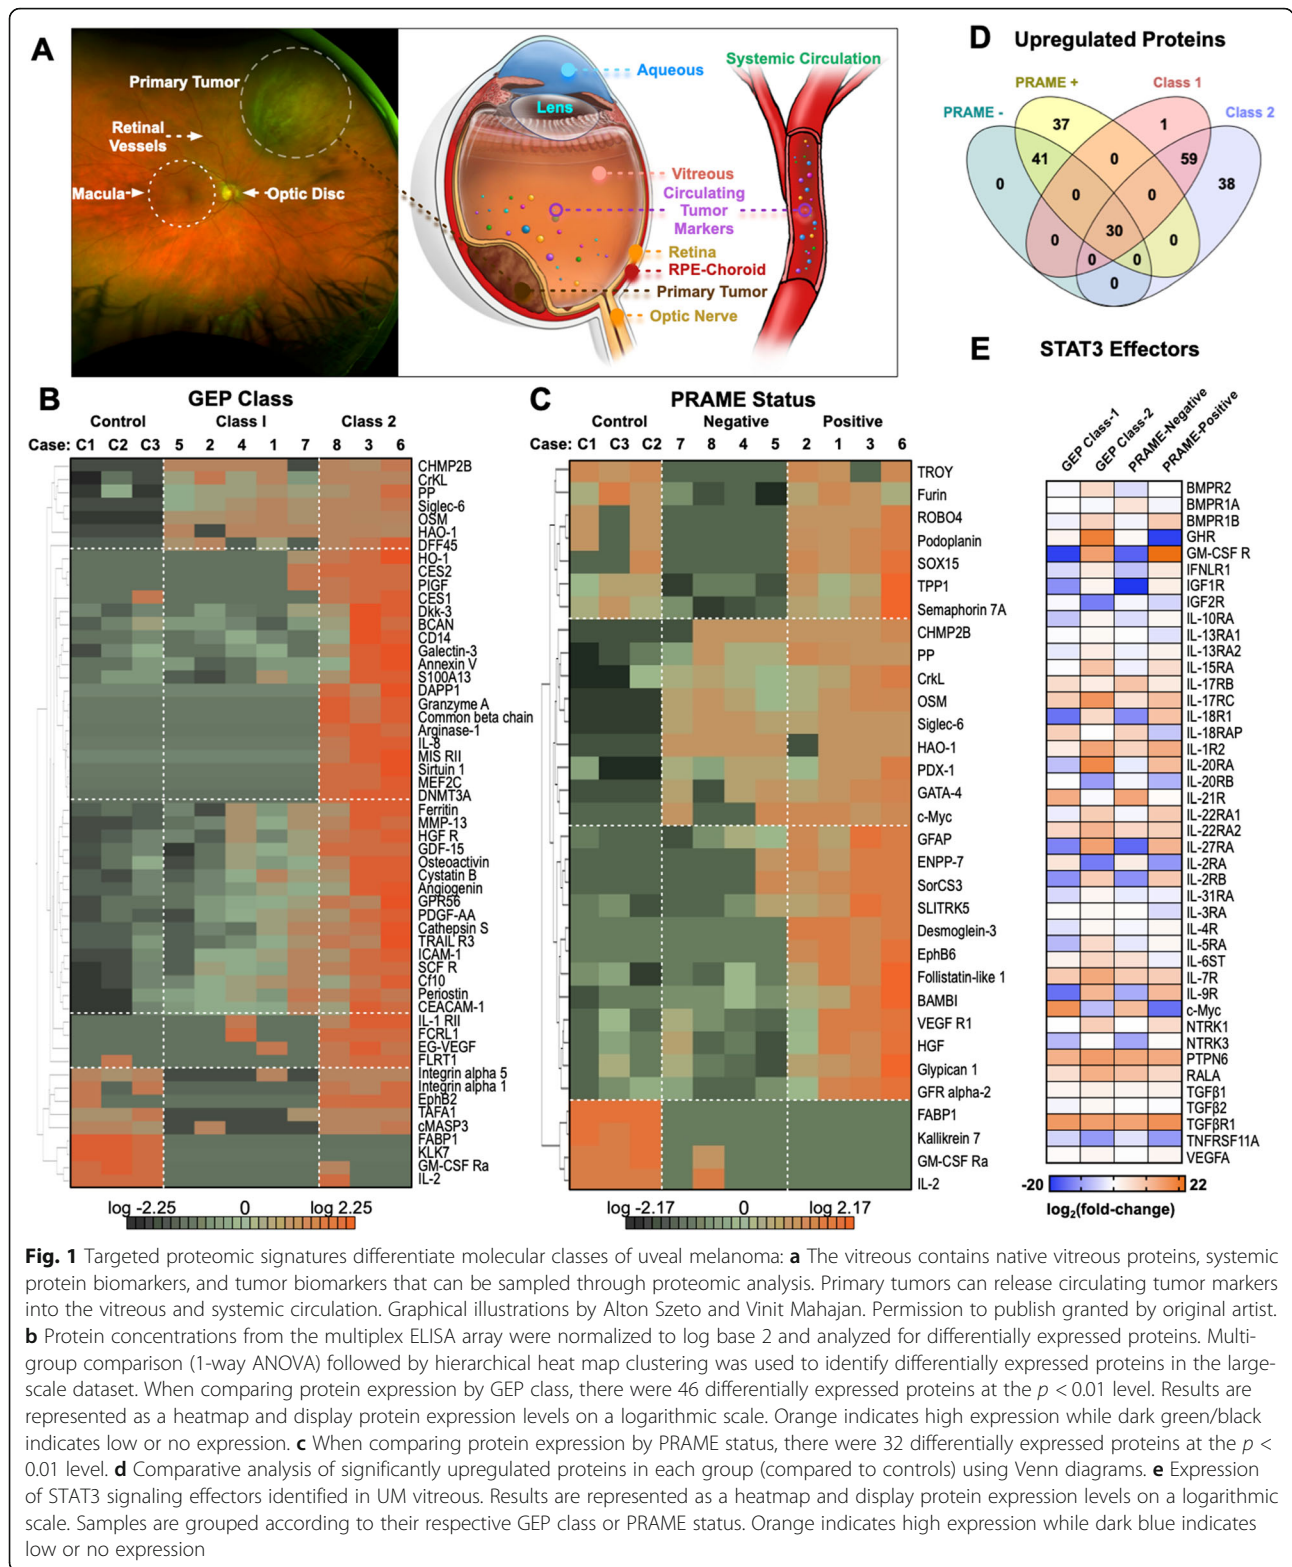 A
Primary Tumor
Retinal
Vessels
Macula
Optic Disc
Aqueous
Lens
Vitreous
Circulating
Tumor
Markers
Retina
RPE-Choroid
Primary Tumor
Optic Nerve
Systemic Circulation
D Upregulated Proteins
PRAME +
Class 1
PRAME -
Class 2
37
1
41
0
59
0
38
0
0
30
0
0
0
0
0
B GEP Class
Control Class I Class 2
Case: C1 C2 C3 5 2 4 1 7 8 3 6
CHMP2B
CrKL
PP
Siglec-6
OSM
HAO-1
DFF45
HO-1
CES2
PIGF
CES1
Dkk-3
BCAN
CD14
Galectin-3
Annexin V
S100A13
DAPP1
Granzyme A
Common beta chain
Arginase-1
IL-8
MIS RII
Sirtuin 1
MEF2C
DNMT3A
Ferritin
MMP-13
HGF R
GDF-15
Osteoactivin
Cystatin B
Angiogenin
GPR56
PDGF-AA
Cathepsin S
TRAIL R3
ICAM-1
SCF R
Cf10
Periostin
CEACAM-1
IL-1 RII
FCRL1
EG-VEGF
FLRT1
Integrin alpha 5
Integrin alpha 1
EphB2
TAFA1
cMASP3
FABP1
KLK7
GM-CSF Ra
IL-2
log -2.25 0 log 2.25
C PRAME Status
Control Negative Positive
Case: C1 C3 C2 7 8 4 5 2 1 3 6
TROY
Furin
ROBO4
Podoplanin
SOX15
TPP1
Semaphorin 7A
CHMP2B
PP
CrkL
OSM
Siglec-6
HAO-1
PDX-1
GATA-4
c-Myc
GFAP
ENPP-7
SorCS3
SLITRK5
Desmoglein-3
EphB6
Follistatin-like 1
BAMBI
VEGF R1
HGF
Glypican 1
GFR alpha-2
FABP1
Kallikrein 7
GM-CSF Ra
IL-2
log -2.17 0 log 2.17
E STAT3 Effectors
GEP Class-1
GEP Class-2
PRAME-Negative
PRAME-Positive
BMPR2
BMPR1A
BMPR1B
GHR
GM-CSF R
IFNLR1
IGF1R
IGF2R
IL-10RA
IL-13RA1
IL-13RA2
IL-15RA
IL-17RB
IL-17RC
IL-18R1
IL-18RAP
IL-1R2
IL-20RA
IL-20RB
IL-21R
IL-22RA1
IL-22RA2
IL-27RA
IL-2RA
IL-2RB
IL-31RA
IL-3RA
IL-4R
IL-5RA
IL-6ST
IL-7R
IL-9R
c-Myc
NTRK1
NTRK3
PTPN6
RALA
TGFβ1
TGFβ2
TGFβR1
TNFRSF11A
VEGFA
-20 22
log2(fold-change)
Fig. 1 Targeted proteomic signatures differentiate molecular classes of uveal melanoma: a The vitreous contains native vitreous proteins, systemic
protein biomarkers, and tumor biomarkers that can be sampled through proteomic analysis. Primary tumors can release circulating tumor markers
into the vitreous and systemic circulation. Graphical illustrations by Alton Szeto and Vinit Mahajan. Permission to publish granted by original artist.
b Protein concentrations from the multiplex ELISA array were normalized to log base 2 and analyzed for differentially expressed proteins. Multi-
group comparison (1-way ANOVA) followed by hierarchical heat map clustering was used to identify differentially expressed proteins in the large-
scale dataset. When comparing protein expression by GEP class, there were 46 differentially expressed proteins at the p < 0.01 level. Results are
represented as a heatmap and display protein expression levels on a logarithmic scale. Orange indicates high expression while dark green/black
indicates low or no expression. c When comparing protein expression by PRAME status, there were 32 differentially expressed proteins at the p <
0.01 level. d Comparative analysis of significantly upregulated proteins in each group (compared to controls) using Venn diagrams. e Expression
of STAT3 signaling effectors identified in UM vitreous. Results are represented as a heatmap and display protein expression levels on a logarithmic
scale. Samples are grouped according to their respective GEP class or PRAME status. Orange indicates high expression while dark blue indicates
low or no expression